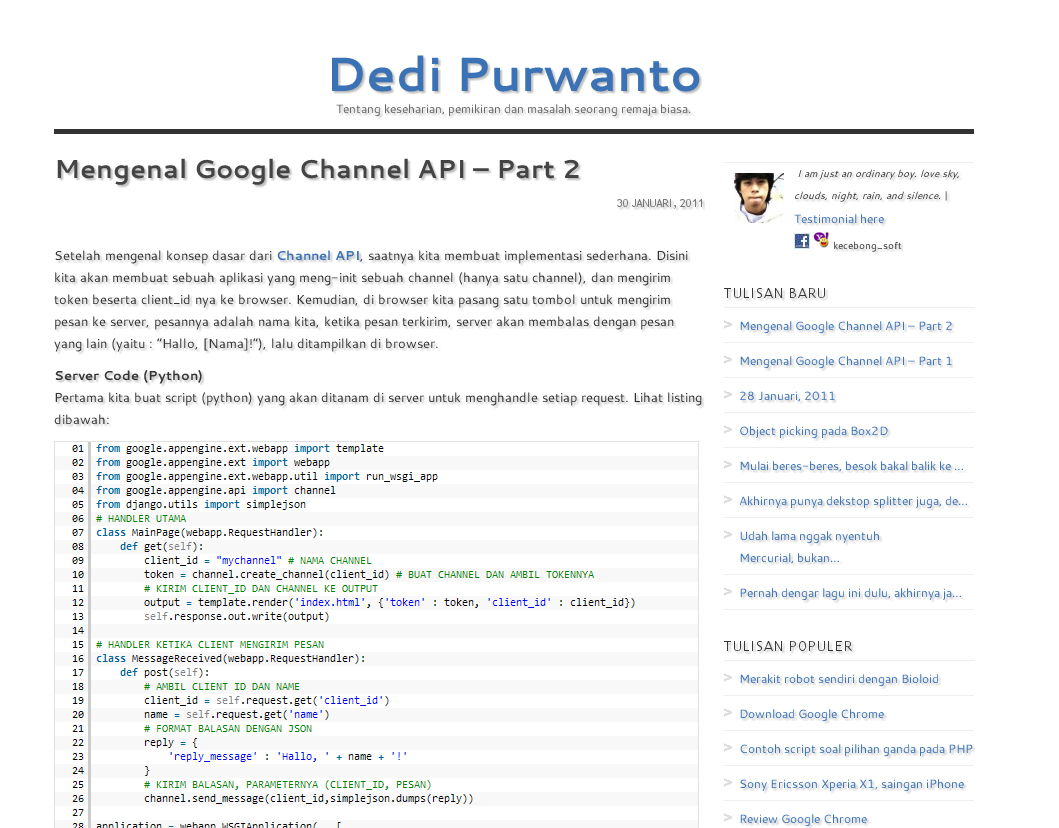 Dedi Purwanto
Tentang keseharian, pemikiran dan masalah seorang remaja biasa.
Mengenal Google Channel API – Part 2
30 JANUARI , 2011
Setelah mengenal konsep dasar dari Channel API, saatnya kita membuat implementasi sederhana. Disini
kita akan membuat sebuah aplikasi yang meng-init sebuah channel (hanya satu channel), dan mengirim
token beserta client_id nya ke browser. Kemudian, di browser kita pasang satu tombol untuk mengirim
pesan ke server, pesannya adalah nama kita, ketika pesan terkirim, server akan membalas dengan pesan
yang lain (yaitu : “Hallo, [Nama]!”), lalu ditampilkan di browser.
Server Code (Python)
Pertama kita buat script (python) yang akan ditanam di server untuk menghandle setiap request. Lihat listing
dibawah:
01 from google.appengine.ext.webapp import template
02 from google.appengine.ext import webapp
03 from google.appengine.ext.webapp.util import run_wsgi_app
04 from google.appengine.api import channel
05 from django.utils import simplejson
06 # HANDLER UTAMA
07 class MainPage(webapp.RequestHandler):
08     def get(self):
09         client_id = "mychannel" # NAMA CHANNEL
10         token = channel.create_channel(client_id) # BUAT CHANNEL DAN AMBIL TOKENNYA
11         # KIRIM CLIENT_ID DAN CHANNEL KE OUTPUT
12         output = template.render('index.html', {'token' : token, 'client_id' : client_id})
13         self.response.out.write(output)
14
15 # HANDLER KETIKA CLIENT MENGIRIM PESAN
16 class MessageReceived(webapp.RequestHandler):
17     def post(self):
18         # AMBIL CLIENT ID DAN NAME
19         client_id = self.request.get('client_id')
20         name = self.request.get('name')
21         # FORMAT BALASAN DENGAN JSON
22         reply = {
23             'reply_message' : 'Hallo, ' + name + '!'
24         }
25         # KIRIM BALASAN, PARAMETERNYA (CLIENT_ID, PESAN)
26         channel.send_message(client_id,simplejson.dumps(reply))
27
28 application = webapp.WSGIApplication(   [
I am just an ordinary boy. love sky,
clouds, night, rain, and silence. |
Testimonial here
kecebong_soft
TULISAN BARU
> Mengenal Google Channel API – Part 2
> Mengenal Google Channel API – Part 1
> 28 Januari, 2011
> Object picking pada Box2D
> Mulai beres-beres, besok bakal balik ke ...
> Akhirnya punya dekstop splitter juga, de...
> Udah lama nggak nyentuh
Mercurial, bukan...
> Pernah dengar lagu ini dulu, akhirnya ja...
TULISAN POPULER
> Merakit robot sendiri dengan Bioloid
> Download Google Chrome
> Contoh script soal pilihan ganda pada PHP
> Sony Ericsson Xperia X1, saingan iPhone
> Review Google Chrome